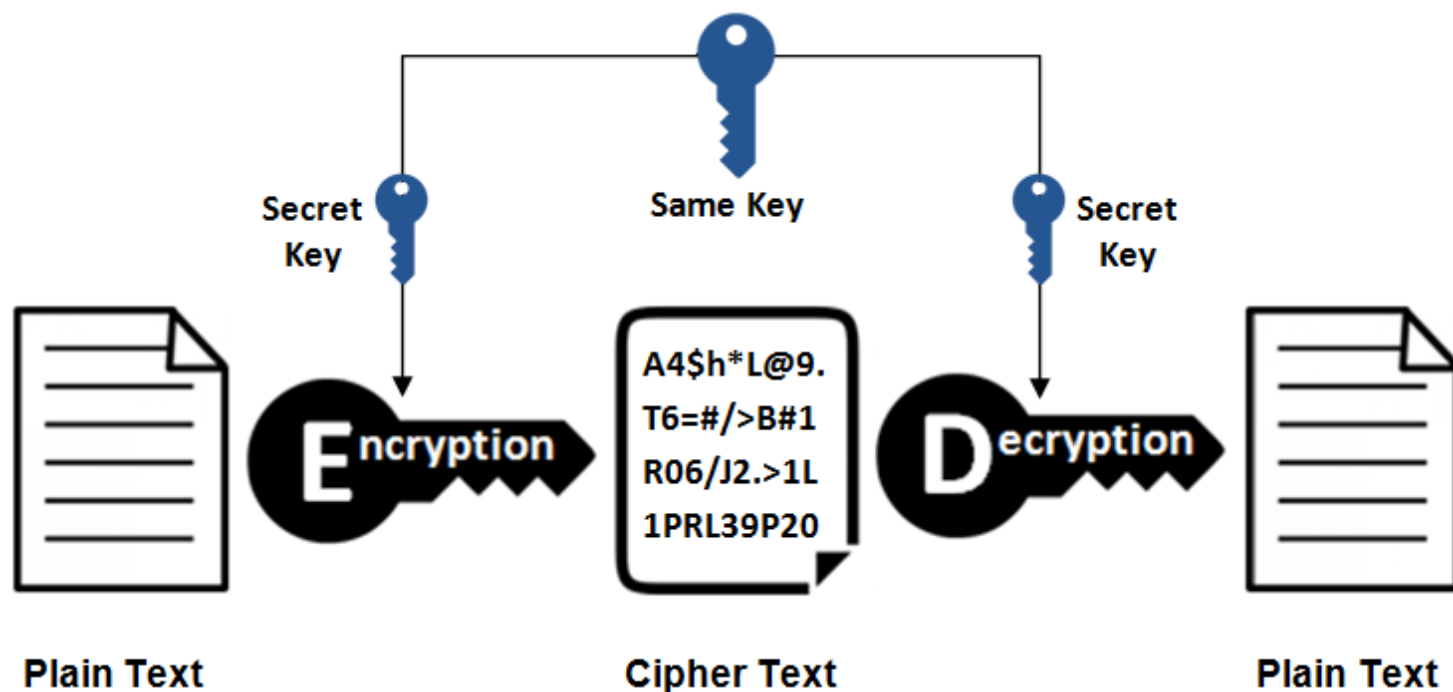 Same Key
Secret
Key
Secret
Key
Encryption
A4$h*L@9.
T6=#/>B#1
R06/J2.>1L
1PRL39P20
Decryption
Plain Text
Cipher Text
Plain Text